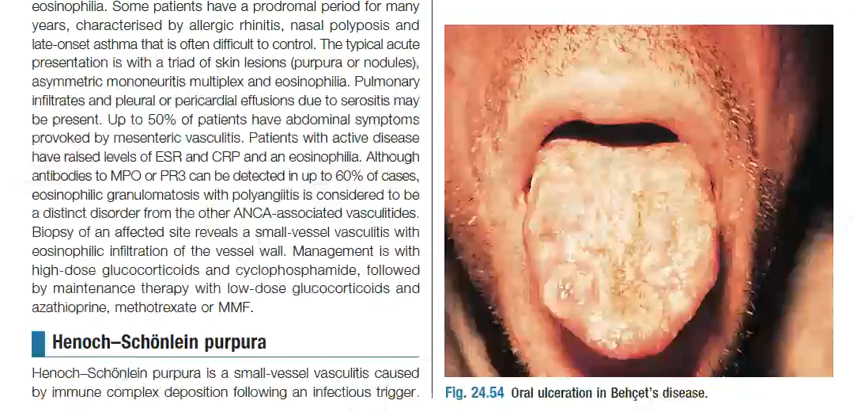 eosinophilia. Some patients have a prodromal period for many
years, characterised by allergic rhinitis, nasal polyposis and
late-onset asthma that is often difficult to control. The typical acute
presentation is with a triad of skin lesions (purpura or nodules),
asymmetric mononeuritis multiplex and eosinophilia. Pulmonary
infiltrates and pleural or pericardial effusions due to serositis may
be present. Up to 50% of patients have abdominal symptoms
provoked by mesenteric vasculitis. Patients with active disease
have raised levels of ESR and CRP and an eosinophilia. Although
antibodies to MPO or PR3 can be detected in up to 60% of cases,
eosinophilic granulomatosis with polyangiitis is considered to be
a distinct disorder from the other ANCA-associated vasculitides.
Biopsy of an affected site reveals a small-vessel vasculitis with
eosinophilic infiltration of the vessel wall. Management is with
high-dose glucocorticoids and cyclophosphamide, followed
by maintenance therapy with low-dose glucocorticoids and
azathioprine, methotrexate or MMF.
Henoch–Schönlein purpura
Henoch–Schönlein purpura is a small-vessel vasculitis caused
by immune complex deposition following an infectious trigger.
Fig. 24.54 Oral ulceration in Behçet's disease.